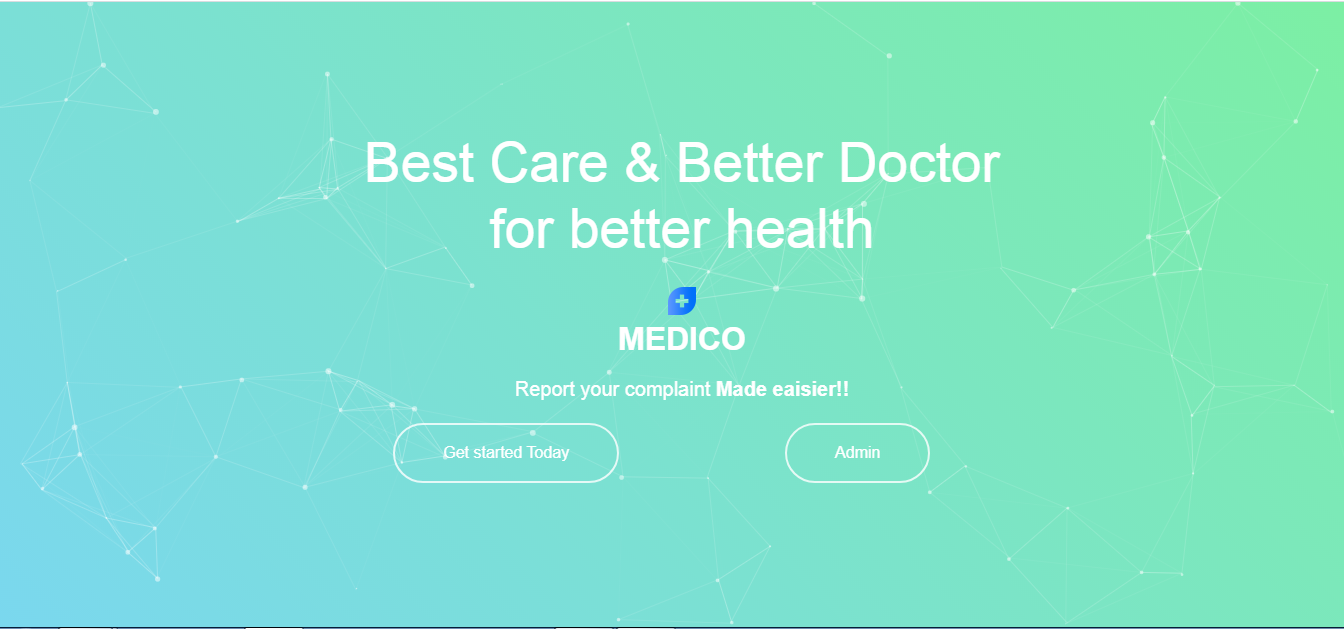 Best Care & Better Doctor
for better health
MEDICO
Report your complaint Made eaisier!!
Get started Today
Admin